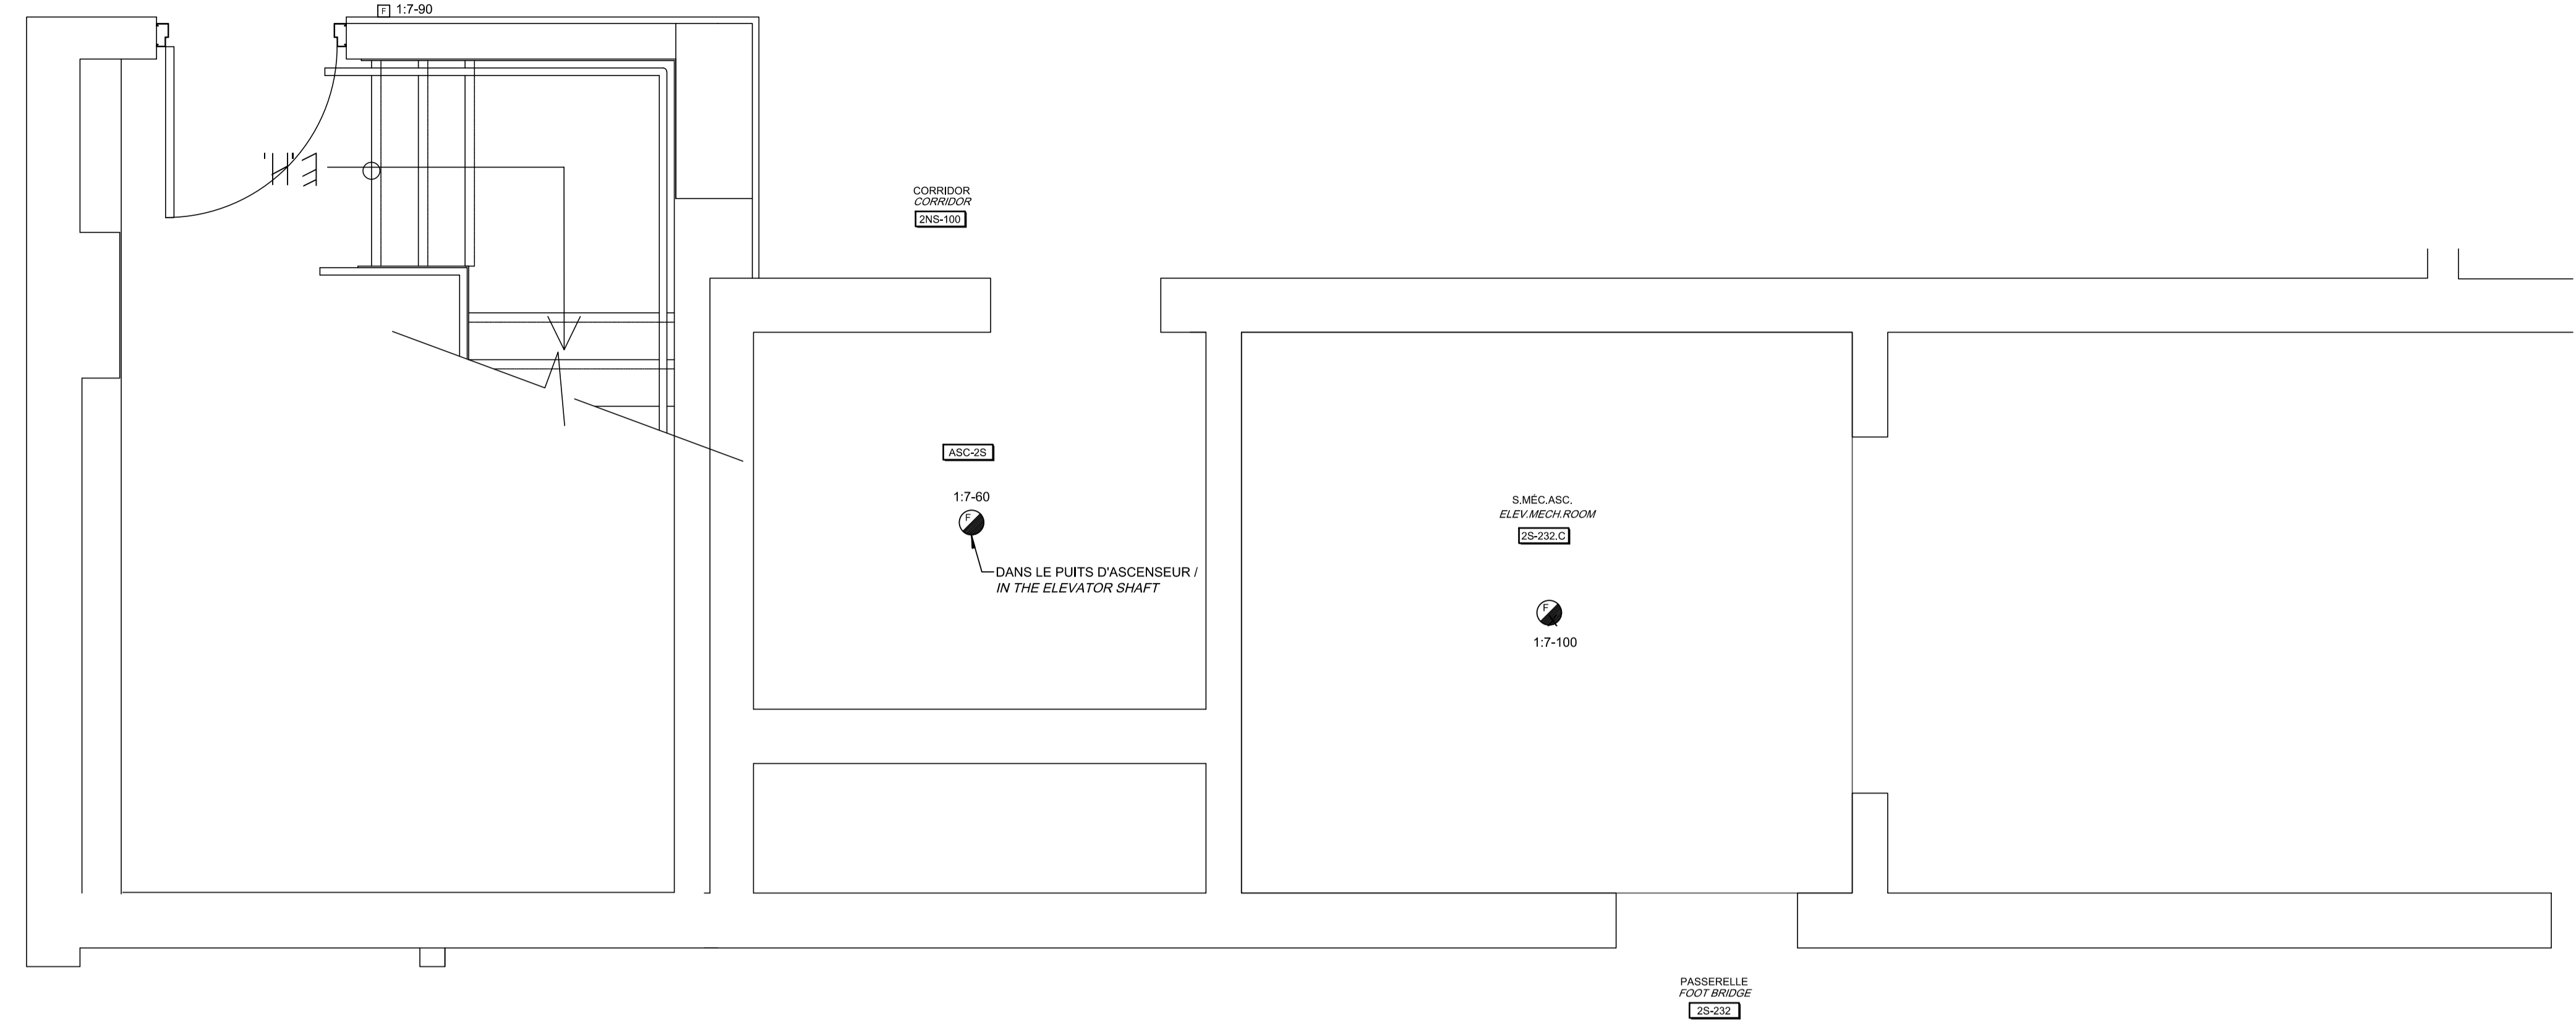 F 1:7-90
CORRIDOR
CORRIDOR
2NS-100
ASC-2S
1:7-60
F
DANS LE PUITS D'ASCENSEUR /
IN THE ELEVATOR SHAFT
S.MÉC.ASC.
ELEV.MECH.ROOM
2S-232.C
F
1:7-100
PASSERELLE
FOOT BRIDGE
2S-232